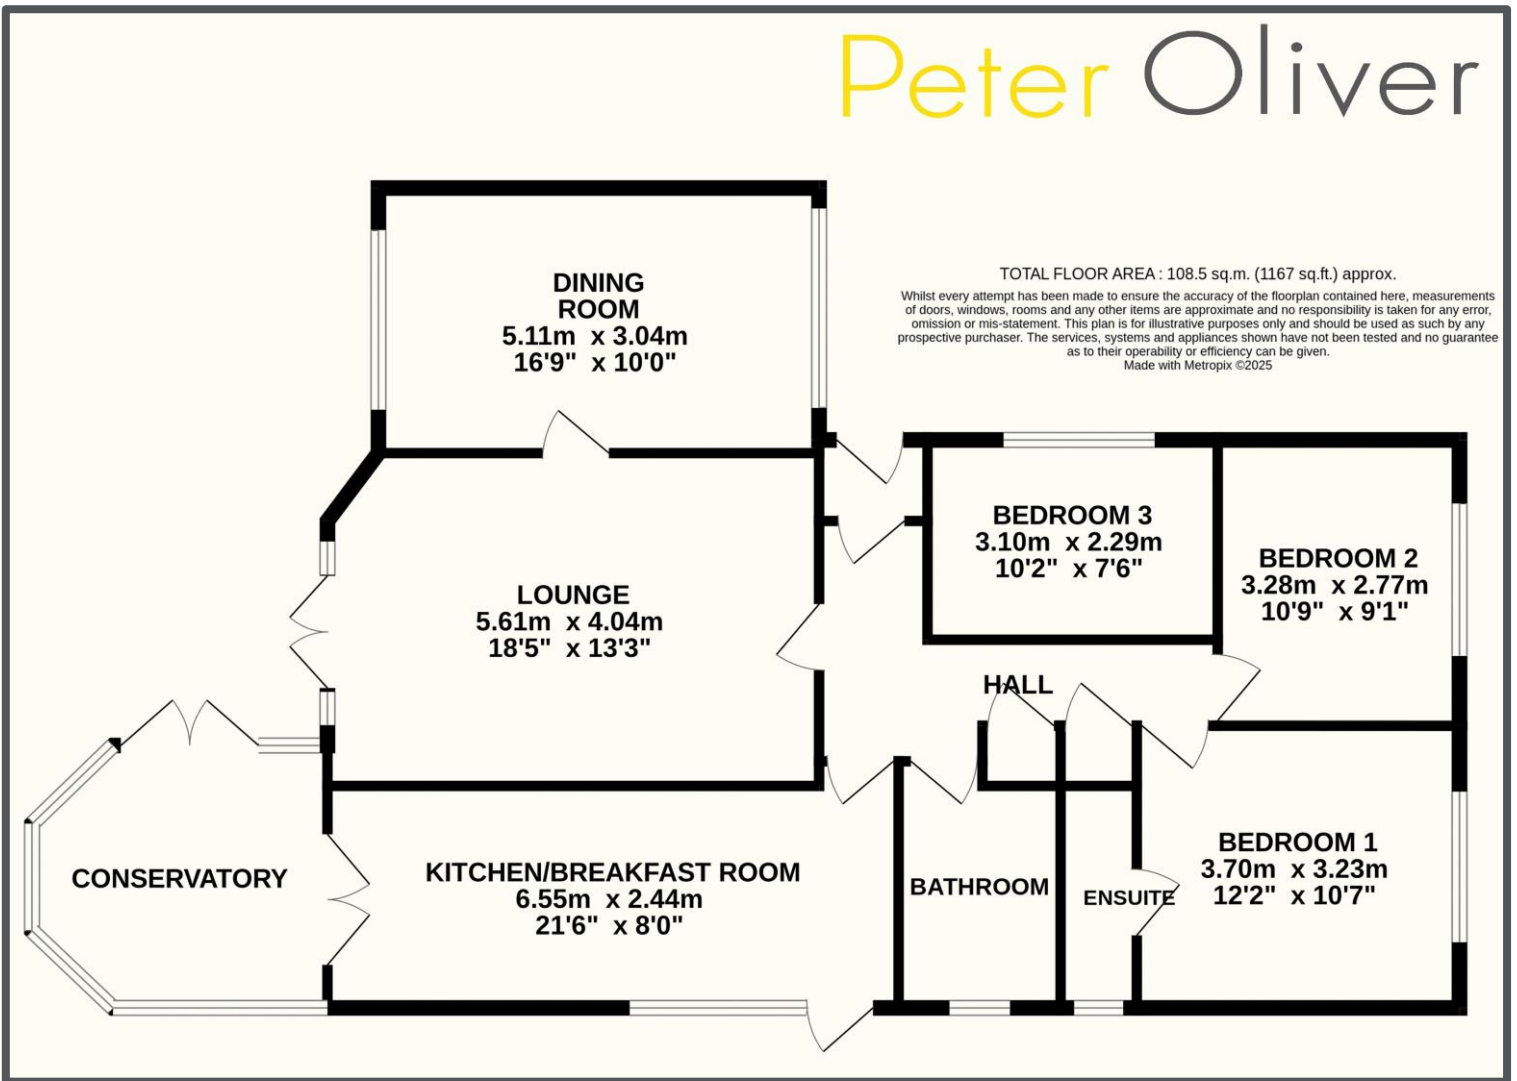 Peter Oliver
TOTAL FLOOR AREA : 108.5 sq.m. (1167 sq.ft.) approx.
Whilst every attempt has been made to ensure the accuracy of the floorplan contained here, measurements
of doors, windows, rooms and any other items are approximate and no responsibility is taken for any error,
omission or mis-statement. This plan is for illustrative purposes only and should be used as such by any
prospective purchaser. The services, systems and appliances shown have not been tested and no guarantee
as to their operability or efficiency can be given.
Made with Metropix ©2025
DINING
ROOM
5.11m x 3.04m
16'9" x 10'0"
LOUNGE
5.61m x 4.04m
18'5" x 13'3"
BEDROOM 3
3.10m x 2.29m
10'2" x 7'6"
BEDROOM 2
3.28m x 2.77m
10'9" x 9'1"
HALL
CONSERVATORY
KITCHEN/BREAKFAST ROOM
6.55m x 2.44m
21'6" x 8'0"
BATHROOM
ENSUITE
BEDROOM 1
3.70m x 3.23m
12'2" x 10'7"